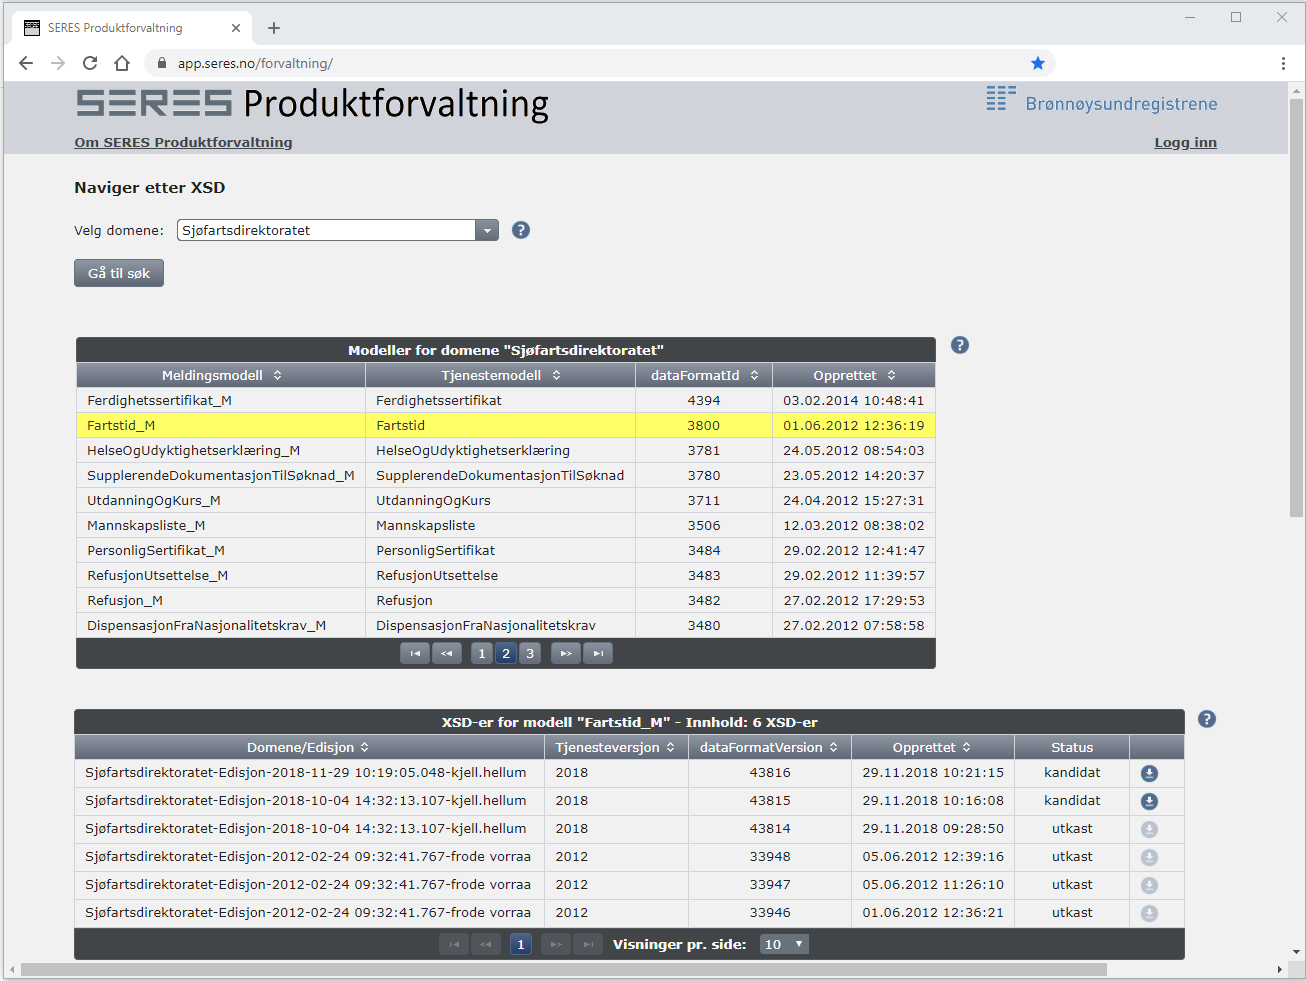 SERES Produktforvaltning
app.seres.no/forvaltning/
SERES Produktforvaltning
Brønnøysundregistrene
Om SERES Produktforvaltning
Logg inn
Naviger etter XSD
Velg domene: Sjøfartsdirektoratet ?
Gå til søk
Modeller for domene "Sjøfartsdirektoratet" ?
Meldingsmodell Tjenestemodell dataFormatId Opprettet
Ferdighetssertifikat_M Ferdighetssertifikat 4394 03.02.2014 10:48:41
Fartstid_M Fartstid 3800 01.06.2012 12:36:19
HelseOgUdyktighetserklæring_M HelseOgUdyktighetserklæring 3781 24.05.2012 08:54:03
SupplerendeDokumentasjonTilSøknad_M SupplerendeDokumentasjonTilSøknad 3780 23.05.2012 14:20:37
UtdanningOgKurs_M UtdanningOgKurs 3711 24.04.2012 15:27:31
Mannskapsliste_M Mannskapsliste 3506 12.03.2012 08:38:02
PersonligSertifikat_M PersonligSertifikat 3484 29.02.2012 12:41:47
RefusjonUtsettelse_M RefusjonUtsettelse 3483 29.02.2012 11:39:57
Refusjon_M Refusjon 3482 27.02.2012 17:29:53
DispensasjonFraNasjonalitetskrav_M DispensasjonFraNasjonalitetskrav 3480 27.02.2012 07:58:58
1 2 3
XSD-er for modell "Fartstid_M" - Innhold: 6 XSD-er ?
Domene/Edisjon Tjenesteversjon dataFormatVersion Opprettet Status
Sjøfartsdirektoratet-Edisjon-2018-11-29 10:19:05.048-kjell.hellum 2018 43816 29.11.2018 10:21:15 kandidat
Sjøfartsdirektoratet-Edisjon-2018-10-04 14:32:13.107-kjell.hellum 2018 43815 29.11.2018 10:16:08 kandidat
Sjøfartsdirektoratet-Edisjon-2018-10-04 14:32:13.107-kjell.hellum 2018 43814 29.11.2018 09:28:50 utkast
Sjøfartsdirektoratet-Edisjon-2012-02-24 09:32:41.767-frode vorraa 2012 33948 05.06.2012 12:39:16 utkast
Sjøfartsdirektoratet-Edisjon-2012-02-24 09:32:41.767-frode vorraa 2012 33947 05.06.2012 11:26:10 utkast
Sjøfartsdirektoratet-Edisjon-2012-02-24 09:32:41.767-frode vorraa 2012 33946 01.06.2012 12:36:21 utkast
1 Visninger pr. side: 10